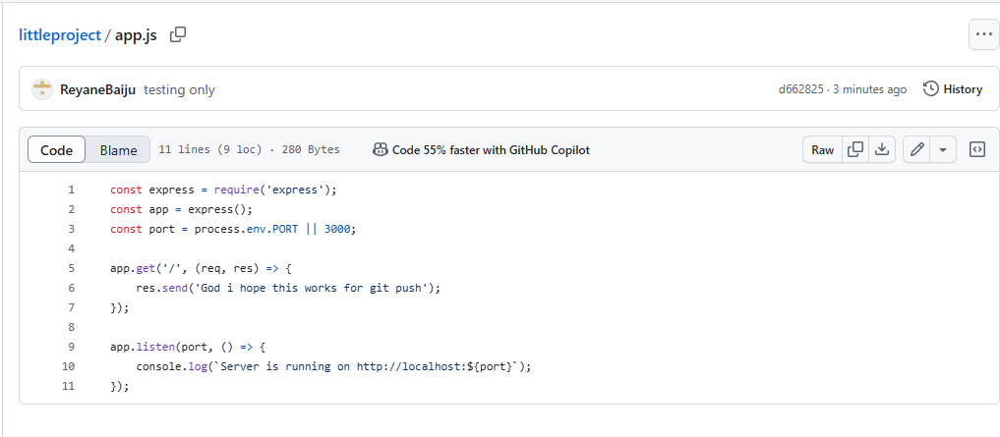 littleproject / app.js
ReyaneBaiju testing only d662825 · 3 minutes ago History
Code Blame 11 lines (9 loc) · 280 Bytes Code 55% faster with GitHub Copilot Raw
1 const express = require('express');
2 const app = express();
3 const port = process.env.PORT || 3000;
4
5 app.get('/', (req, res) => {
6     res.send('God i hope this works for git push');
7 });
8
9 app.listen(port, () => {
10     console.log(`Server is running on http://localhost:${port}`);
11 });